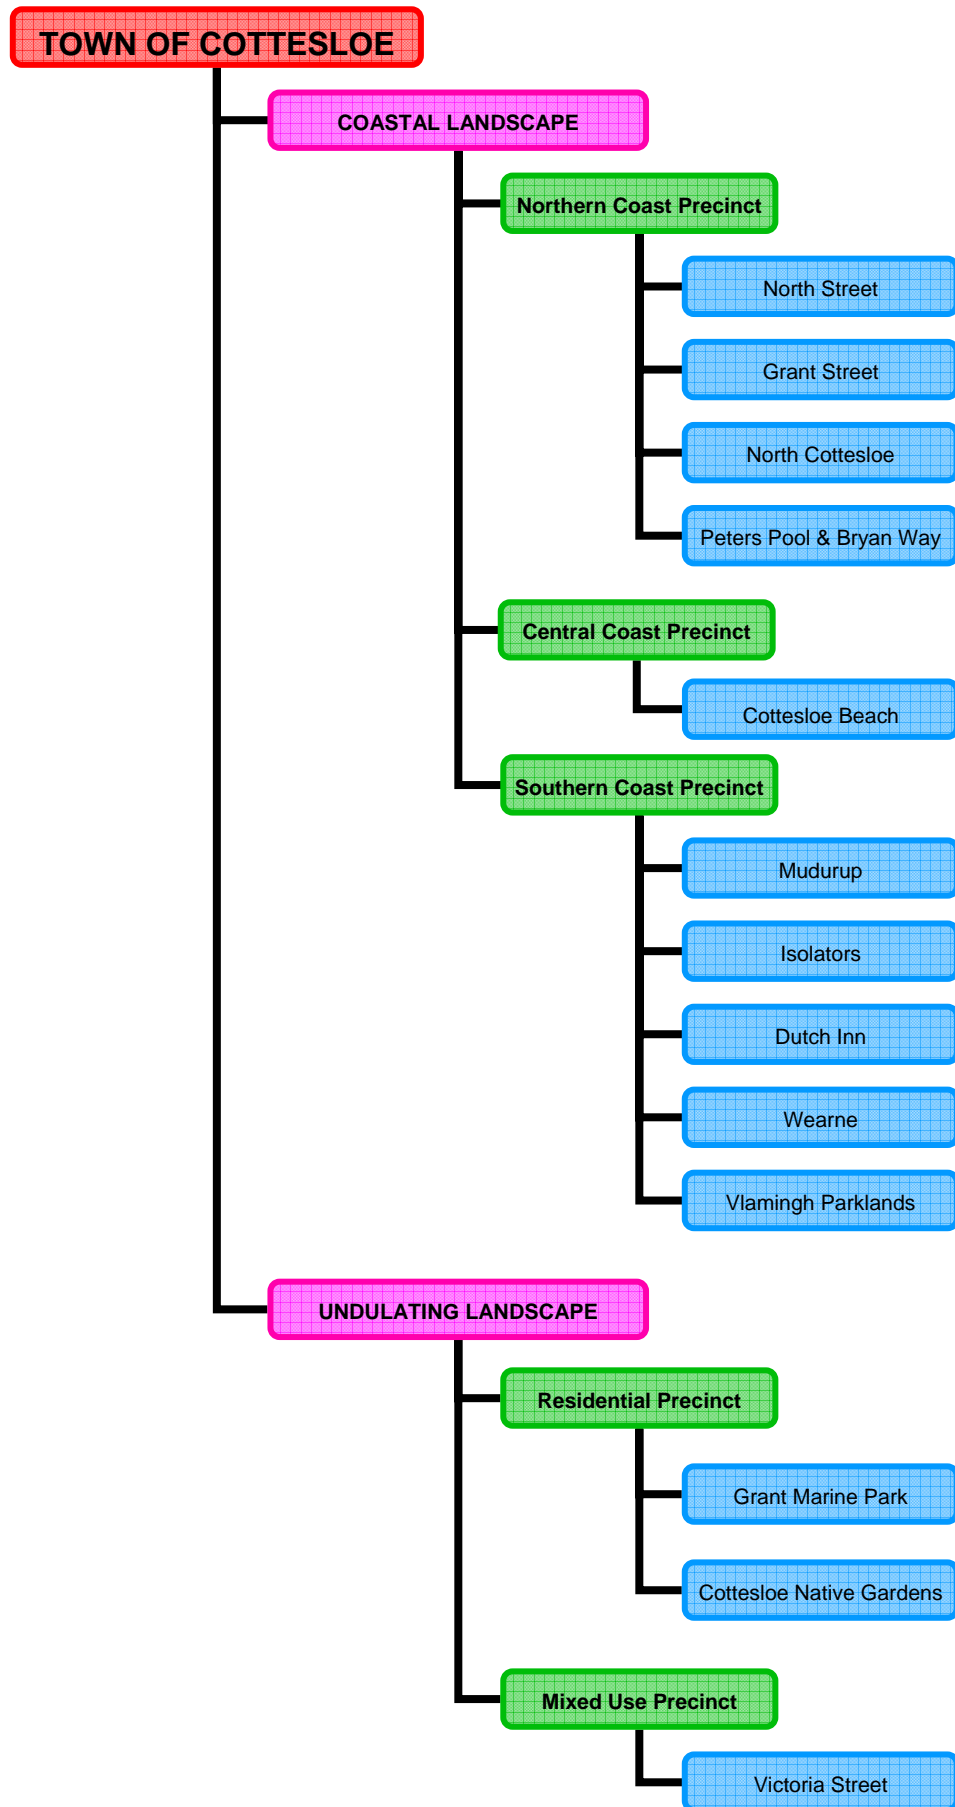 TOWN OF COTTESLOE
COASTAL LANDSCAPE
Northern Coast Precinct
North Street
Grant Street
North Cottesloe
Peters Pool & Bryan Way
Central Coast Precinct
Cottesloe Beach
Southern Coast Precinct
Mudurup
Isolators
Dutch Inn
Wearne
Vlamingh Parklands
UNDULATING LANDSCAPE
Residential Precinct
Grant Marine Park
Cottesloe Native Gardens
Mixed Use Precinct
Victoria Street